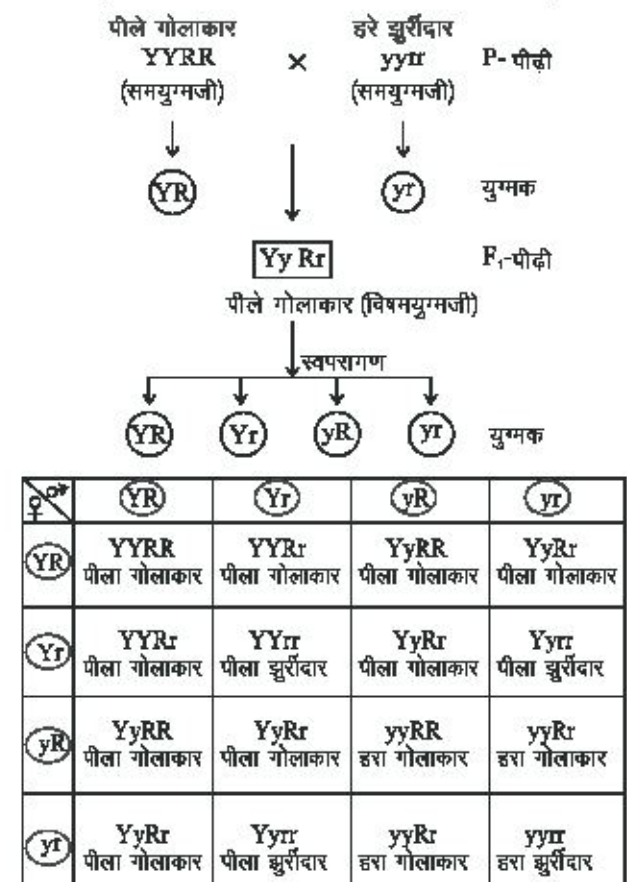 पीले गोलाकार हरे झुर्रीदार
YYRR × yyrr P- पीढ़ी
(समयुग्मजी) (समयुग्मजी)
YR yr युग्मक
Yy Rr F₁-पीढ़ी
पीले गोलाकार (विषमयुग्मजी)
स्वपरागण
YR Yr yR yr युग्मक
♀ ♂ YR Yr yR yr
YR YYRR YYRr YyRR YyRr
पीला गोलाकार पीला गोलाकार पीला गोलाकार पीला गोलाकार
Yr YYRr YYrr YyRr Yyrr
पीला गोलाकार पीला झुर्रीदार पीला गोलाकार पीला झुर्रीदार
yR YyRR YyRr yyRR yyRr
पीला गोलाकार पीला गोलाकार हरा गोलाकार हरा गोलाकार
yr YyRr Yyrr yyRr yyrr
पीला गोलाकार पीला झुर्रीदार हरा गोलाकार हरा झुर्रीदार